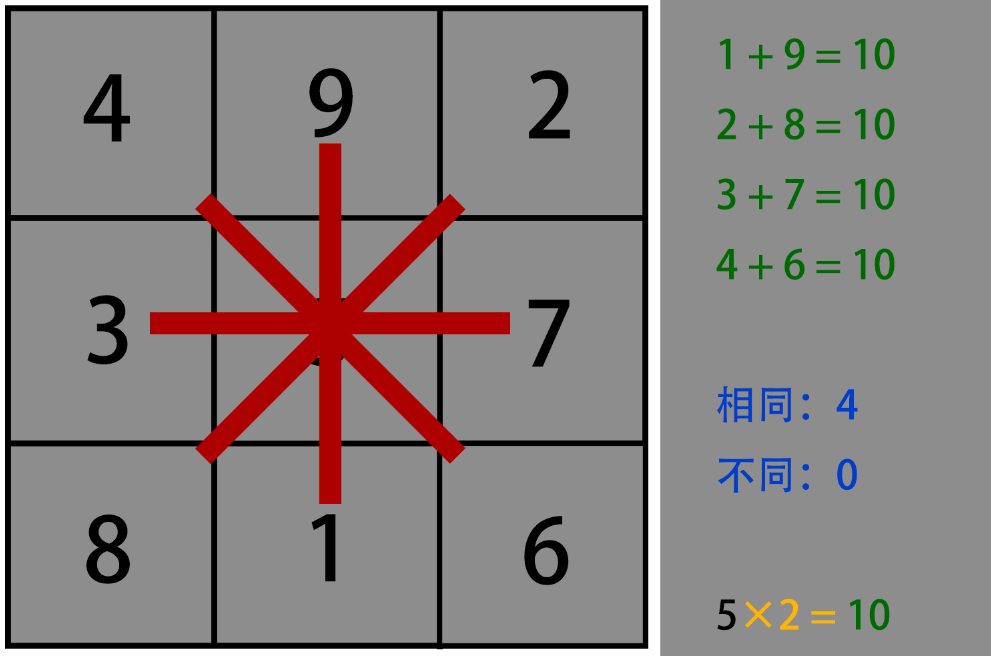 4 9 2
3 7
8 1 6
1 + 9 = 10
2 + 8 = 10
3 + 7 = 10
4 + 6 = 10
相同：4
不同：0
5×2=10